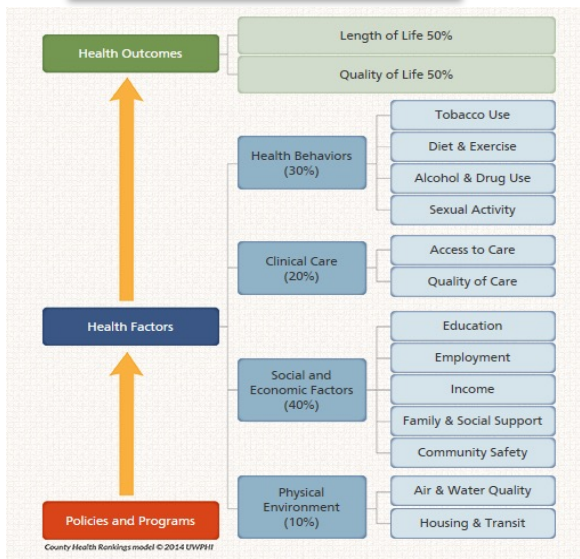 Health Outcomes
Length of Life 50%
Quality of Life 50%
Health Factors
Health Behaviors
(30%)
Tobacco Use
Diet & Exercise
Alcohol & Drug Use
Sexual Activity
Clinical Care
(20%)
Access to Care
Quality of Care
Social and
Economic Factors
(40%)
Education
Employment
Income
Family & Social Support
Community Safety
Physical
Environment
(10%)
Air & Water Quality
Housing & Transit
Policies and Programs
County Health Rankings model © 2014 UWPHI